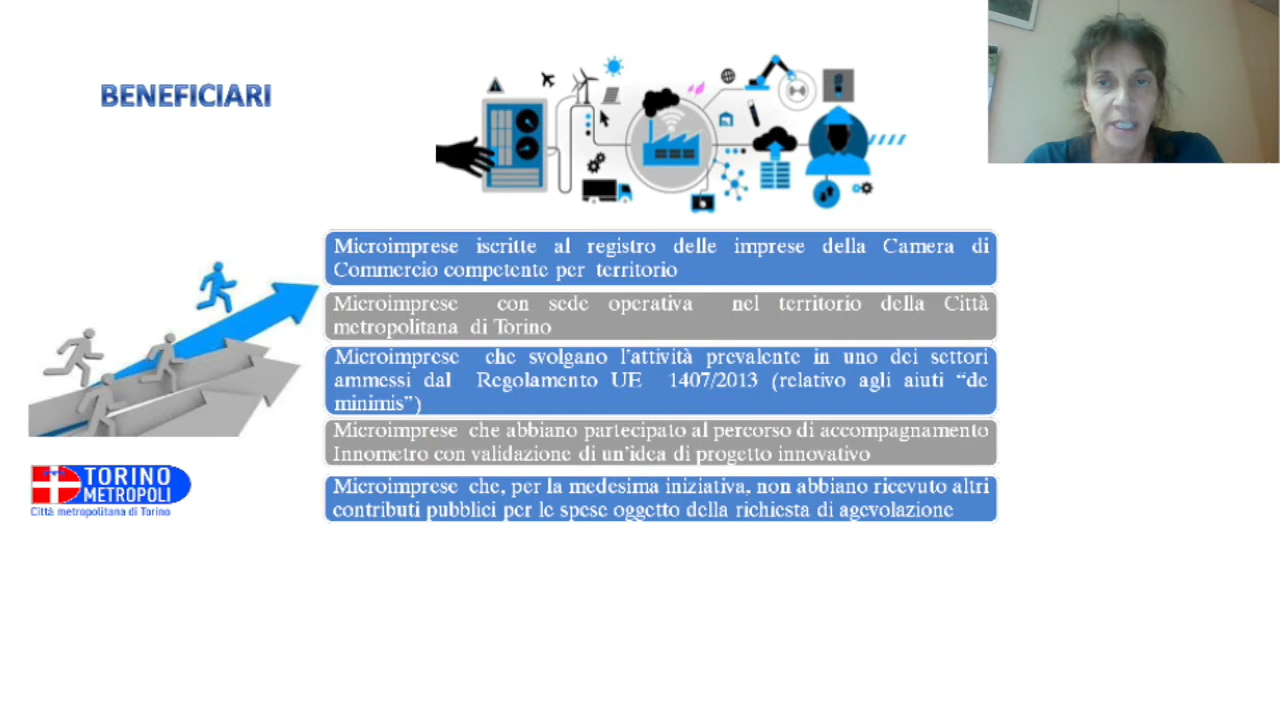 BENEFICIARI
Microimprese iscritte al registro delle imprese della Camera di
Commercio competente per territorio
Microimprese con sede operativa nel territorio della Città
metropolitana di Torino
Microimprese che svolgano l'attività prevalente in uno dei settori
ammessi dal Regolamento UE 1407/2013 (relativo agli aiuti “de
minimis”)
Microimprese che abbiano partecipato al percorso di accompagnamento
Innometro con validazione di un'idea di progetto innovativo
Microimprese che, per la medesima iniziativa, non abbiano ricevuto altri
contributi pubblici per le spese oggetto della richiesta di agevolazione
TORINO
METROPOLI
Città metropolitana di Torino